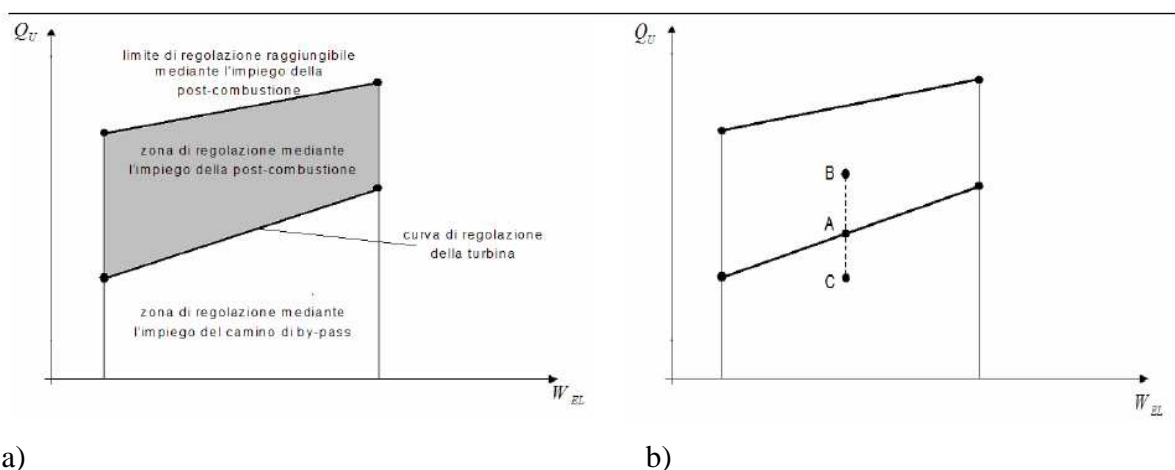 Q_U
limite di regolazione raggiungibile
mediante l'impiego della
post-combustione
zona di regolazione mediante
l'impiego della post-combustione
curva di regolazione
della turbina
zona di regolazione mediante
l'impiego del camino di by-pass
W_EL
a)
Q_U
B
A
C
W_EL
b)